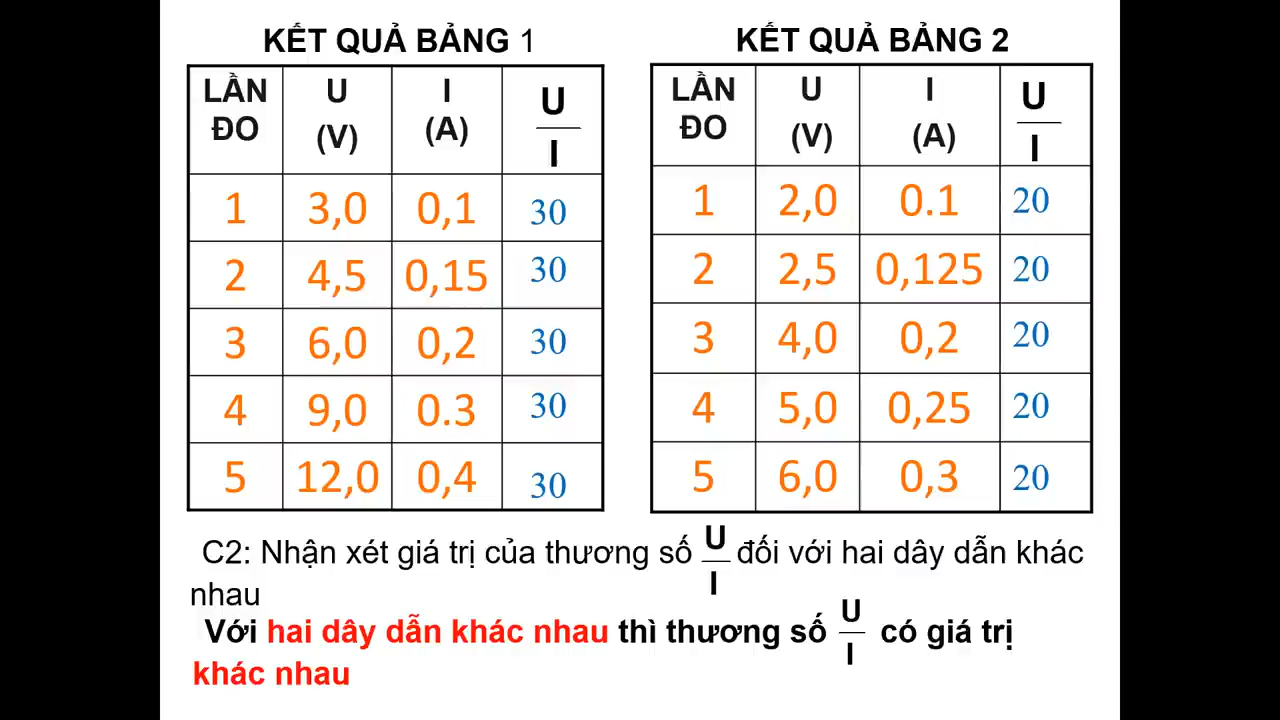 KẾT QUẢ BẢNG 1
LẦN ĐO U (V) I (A) U/I
1 3,0 0,1 30
2 4,5 0,15 30
3 6,0 0,2 30
4 9,0 0.3 30
5 12,0 0,4 30
KẾT QUẢ BẢNG 2
LẦN ĐO U (V) I (A) U/I
1 2,0 0.1 20
2 2,5 0,125 20
3 4,0 0,2 20
4 5,0 0,25 20
5 6,0 0,3 20
C2: Nhận xét giá trị của thương số U/I đối với hai dây dẫn khác
nhau
Với hai dây dẫn khác nhau thì thương số U/I có giá trị
khác nhau